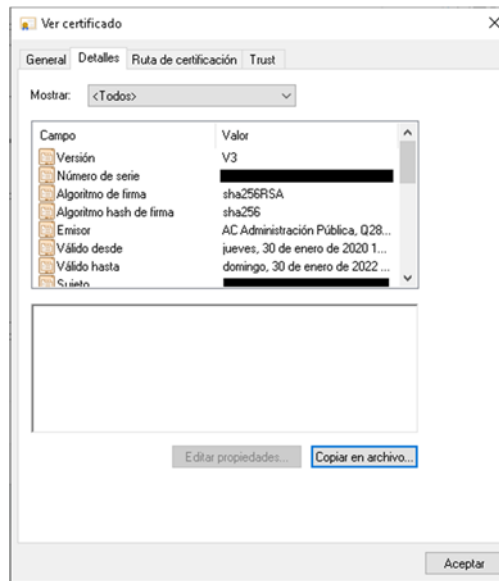 Ver certificado
General Detalles Ruta de certificación Trust
Mostrar: <Todos>
Campo Valor
Versión V3
Número de serie
Algoritmo de firma sha256RSA
Algoritmo hash de firma sha256
Emisor AC Administración Pública, Q28...
Válido desde jueves, 30 de enero de 2020 1...
Válido hasta domingo, 30 de enero de 2022 ...
Sujeto
Editar propiedades... Copiar en archivo...
Aceptar